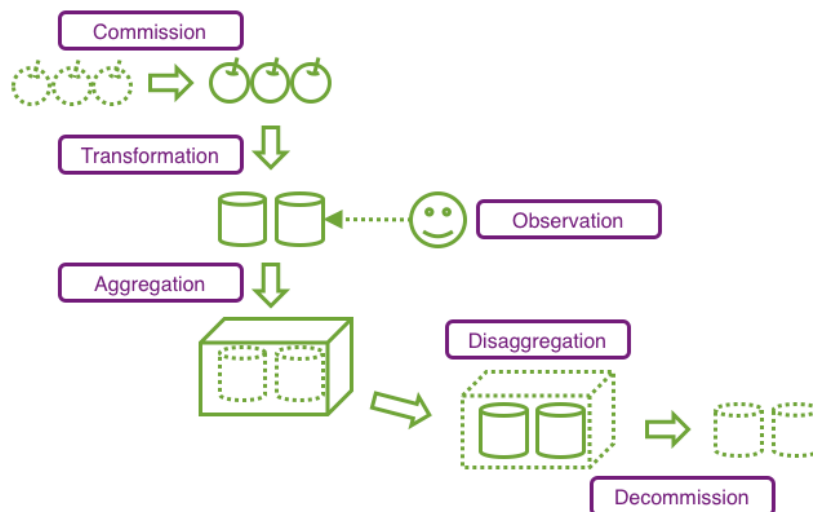 Commission
Transformation
Observation
Aggregation
Disaggregation
Decommission